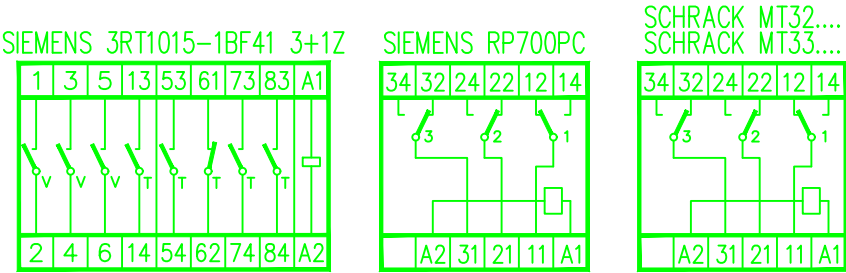 SIEMENS 3RT1015-1BF41 3+1Z
1 3 5 13 53 61 73 83 A1
V V V T T T T T
2 4 6 14 54 62 74 84 A2
SIEMENS RP700PC
34 32 24 22 12 14
3 2 1
A2 31 21 11 A1
SCHRACK MT32....
SCHRACK MT33....
34 32 24 22 12 14
3 2 1
A2 31 21 11 A1